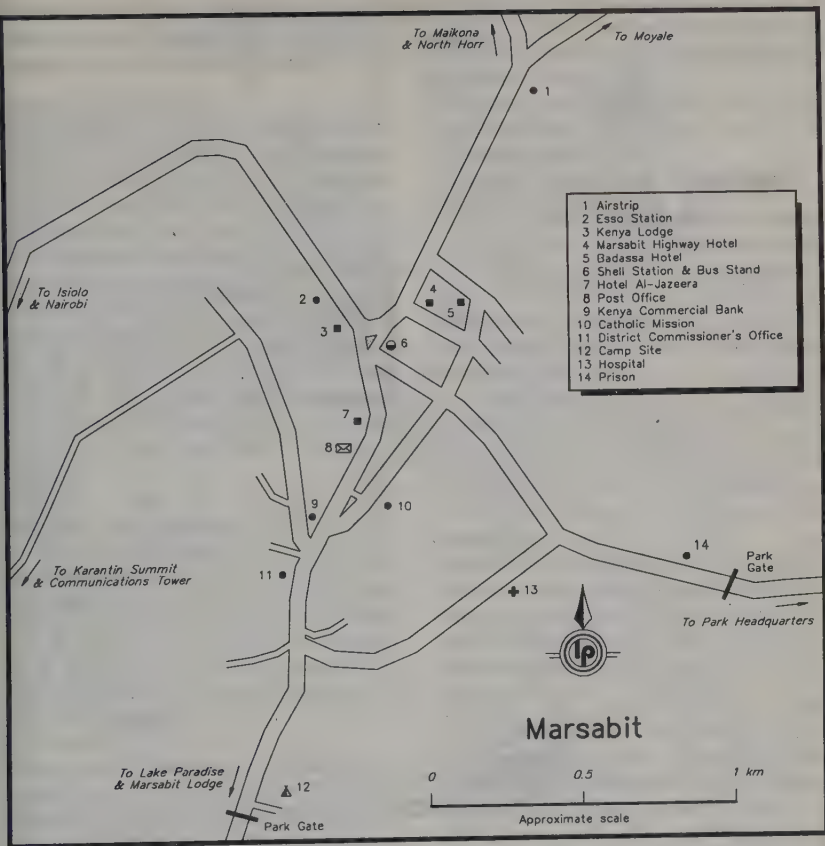 To Maikona
& North Horr
To Moyale
1
1 Airstrip
2 Esso Station
3 Kenya Lodge
4 Marsabit Highway Hotel
5 Badassa Hotel
6 Shell Station & Bus Stand
7 Hotel Al-Jazeera
8 Post Office
9 Kenya Commercial Bank
10 Catholic Mission
11 District Commissioner's Office
12 Camp Site
13 Hospital
14 Prison
To Isiolo
& Nairobi
2
3
4
5
6
7
8
9
10
To Karantin Summit
& Communications Tower
11
14
Park
Gate
13
To Park Headquarters
lp
Marsabit
To Lake Paradise
& Marsabit Lodge
12
Park Gate
0 0.5 1 km
Approximate scale